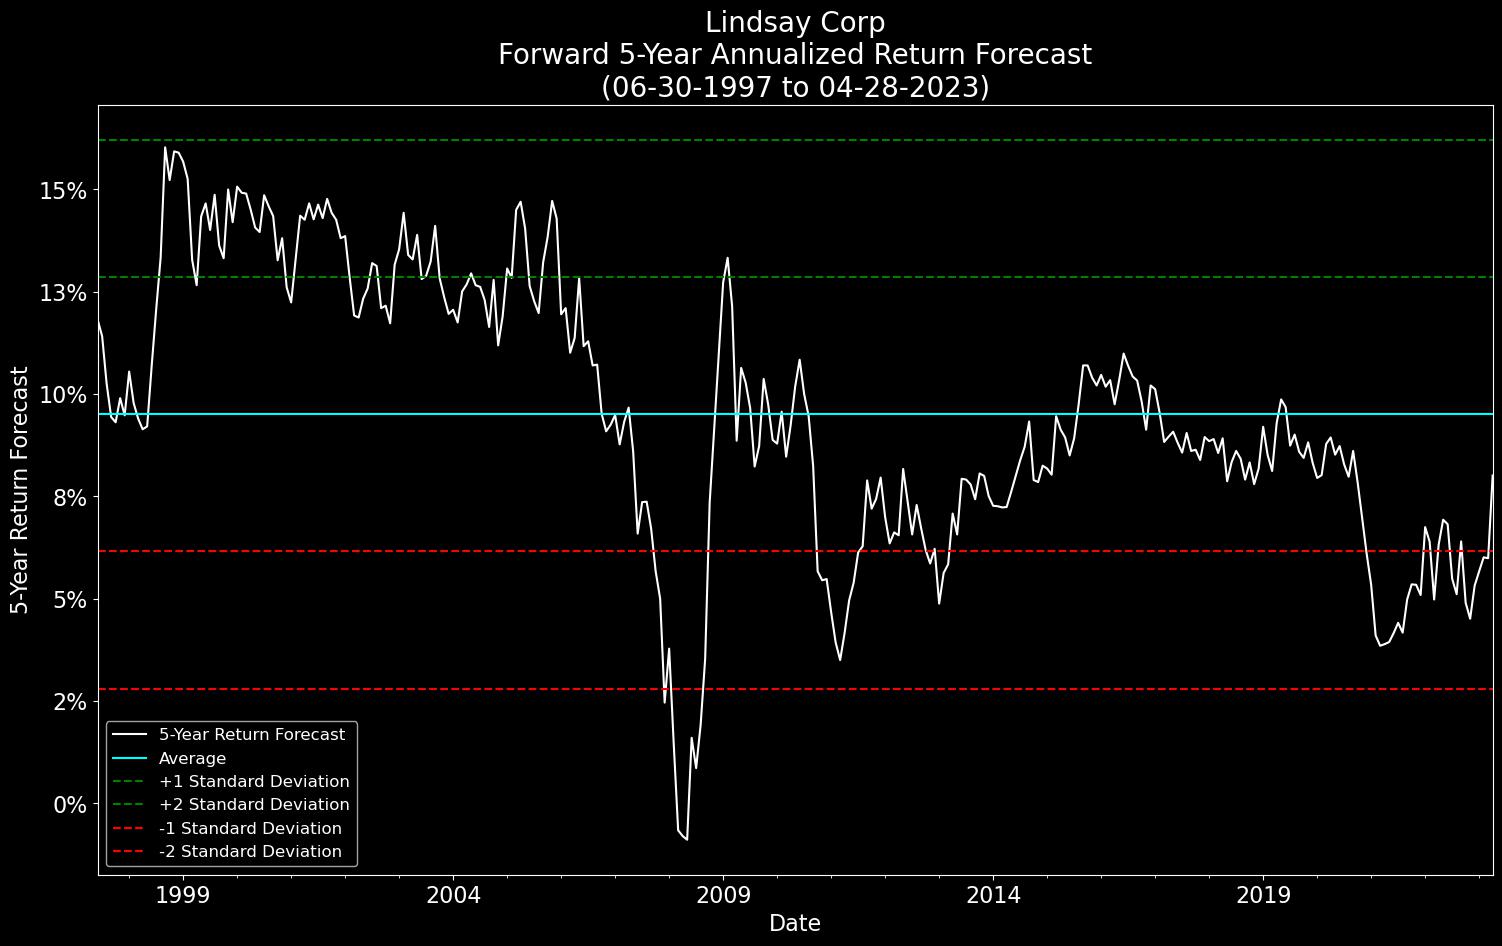 Lindsay Corp
Forward 5-Year Annualized Return Forecast
(06-30-1997 to 04-28-2023)
15%
13%
10%
8%
5%
2%
0%
5-Year Return Forecast
5-Year Return Forecast
Average
+1 Standard Deviation
+2 Standard Deviation
-1 Standard Deviation
-2 Standard Deviation
1999
2004
2009
2014
2019
Date